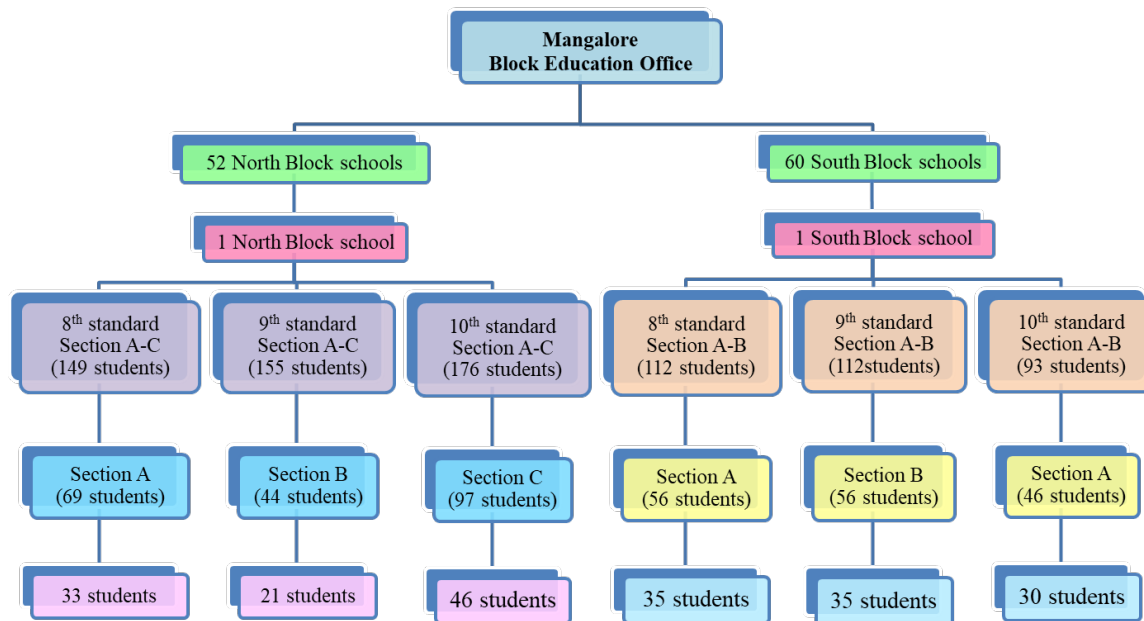 Mangalore
Block Education Office
52 North Block schools
60 South Block schools
1 North Block school
1 South Block school
8th standard
Section A-C
(149 students)
9th standard
Section A-C
(155 students)
10th standard
Section A-C
(176 students)
8th standard
Section A-B
(112 students)
9th standard
Section A-B
(112students)
10th standard
Section A-B
(93 students)
Section A
(69 students)
Section B
(44 students)
Section C
(97 students)
Section A
(56 students)
Section B
(56 students)
Section A
(46 students)
33 students
21 students
46 students
35 students
35 students
30 students